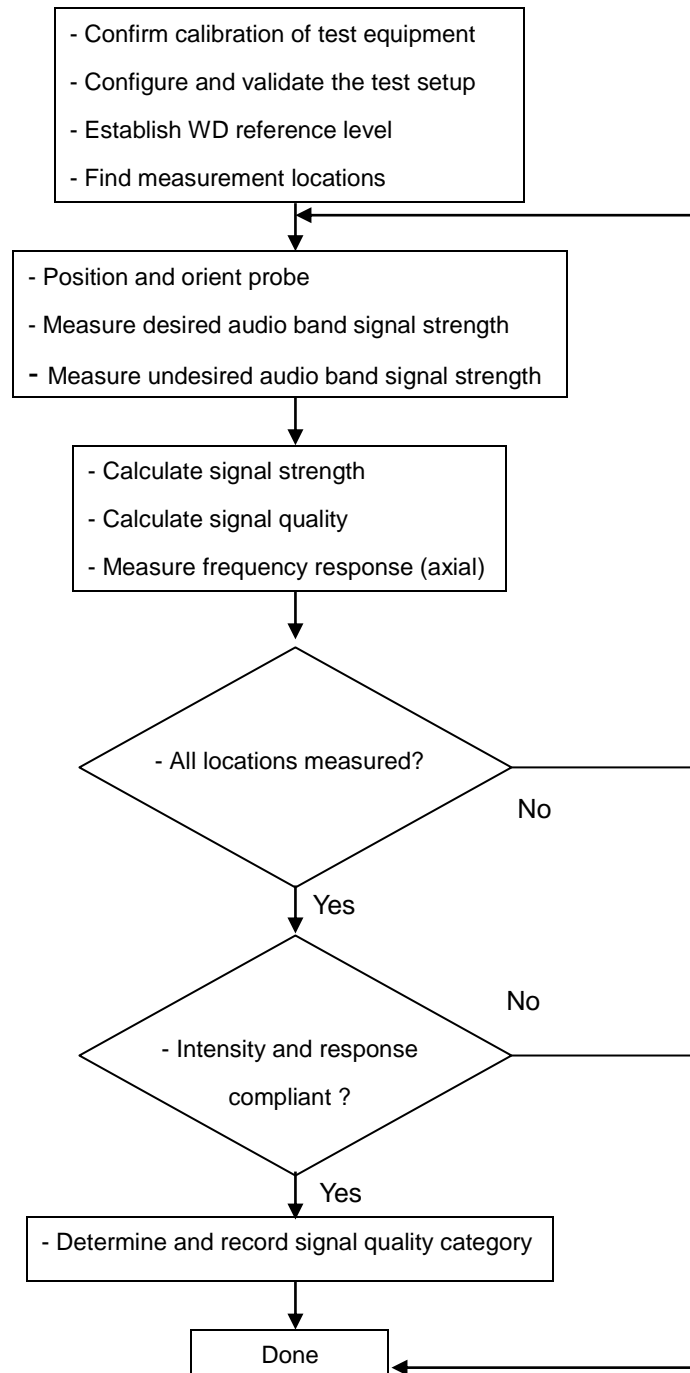 - Confirm calibration of test equipment
- Configure and validate the test setup
- Establish WD reference level
- Find measurement locations
- Position and orient probe
- Measure desired audio band signal strength
- Measure undesired audio band signal strength
- Calculate signal strength
- Calculate signal quality
- Measure frequency response (axial)
- All locations measured?
No
Yes
No
- Intensity and response
compliant ?
Yes
- Determine and record signal quality category
Done